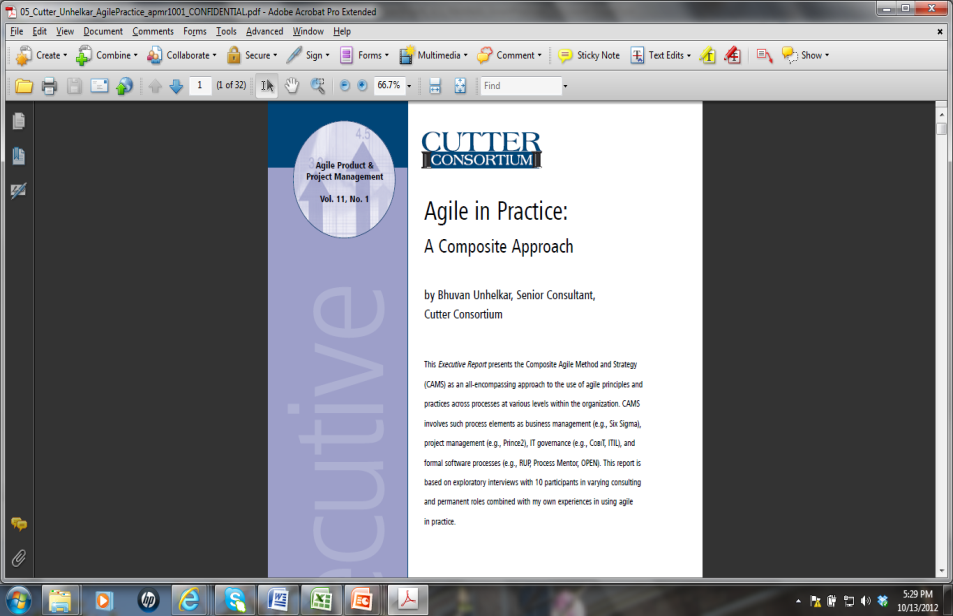 05_Cutter_Unhelkar_AgilePractice_apmr1001_CONFIDENTIAL.pdf - Adobe Acrobat Pro Extended
File Edit View Document Comments Forms Tools Advanced Window Help
Create Combine Collaborate Secure Sign Forms Multimedia Comment Sticky Note Text Edits Show
1 (1 of 32) 66.7% Find
Agile Product &
Project Management
Vol. 11, No. 1
4.5
CUTTER
CONSORTIUM
Agile in Practice:
A Composite Approach
by Bhuvan Unhelkar, Senior Consultant,
Cutter Consortium
This Executive Report presents the Composite Agile Method and Strategy
(CAMS) as an all-encompassing approach to the use of agile principles and
practices across processes at various levels within the organization. CAMS
involves such process elements as business management (e.g., Six Sigma),
project management (e.g., Prince2), IT governance (e.g., CobiT, ITIL), and
formal software processes (e.g., RUP, Process Mentor, OPEN). This report is
based on exploratory interviews with 10 participants in varying consulting
and permanent roles combined with my own experiences in using agile
in practice.
ecutive
5:29 PM
10/13/2012